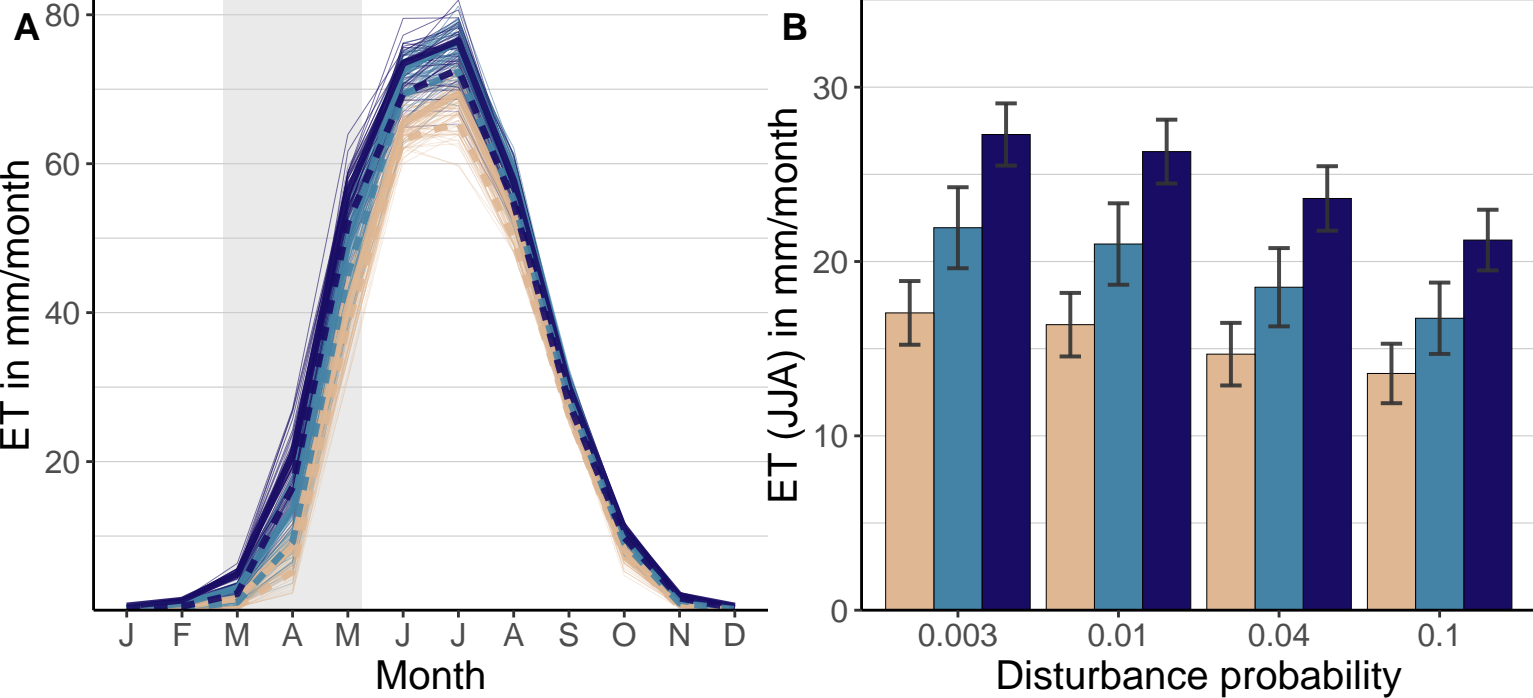 A
80
60
40
20
ET in mm/month
J F M A M J J A S O N D
Month
B
30
20
10
0
ET (JJA) in mm/month
0.003 0.01 0.04 0.1
Disturbance probability